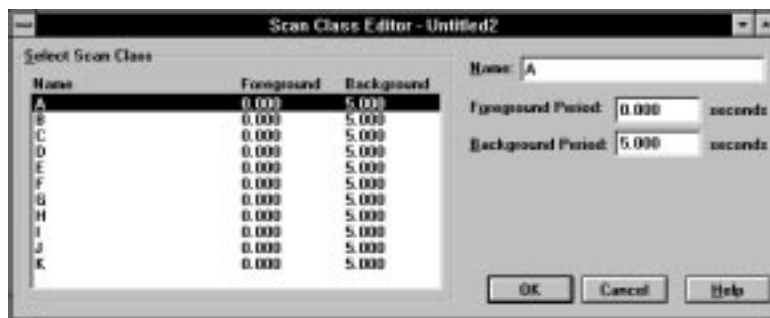 Scan Class Editor - Untitled2
Select Scan Class
Name Foreground Background
A 0.000 5.000
B 0.000 5.000
C 0.000 5.000
D 0.000 5.000
E 0.000 5.000
F 0.000 5.000
G 0.000 5.000
H 0.000 5.000
I 0.000 5.000
J 0.000 5.000
K 0.000 5.000
Name: A
Foreground Period: 0.000 seconds
Background Period: 5.000 seconds
OK Cancel Help